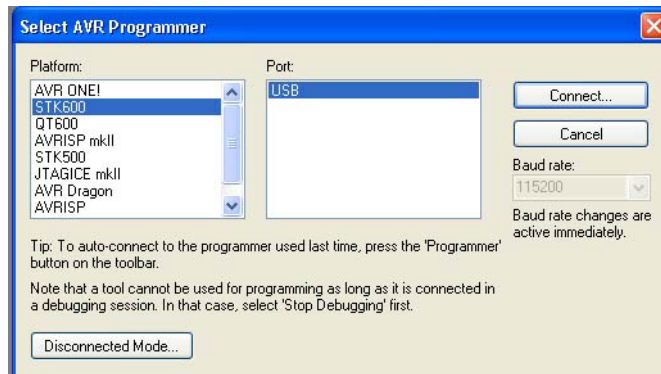 Select AVR Programmer
Platform:
AVR ONE!
STK600
QT600
AVRISP mkII
STK500
JTAGICE mkII
AVR Dragon
AVRISP
Port:
USB
Connect...
Cancel
Baud rate:
115200
Baud rate changes are
active immediately.
Tip: To auto-connect to the programmer used last time, press the 'Programmer'
button on the toolbar.
Note that a tool cannot be used for programming as long as it is connected in
a debugging session. In that case, select 'Stop Debugging' first.
Disconnected Mode...